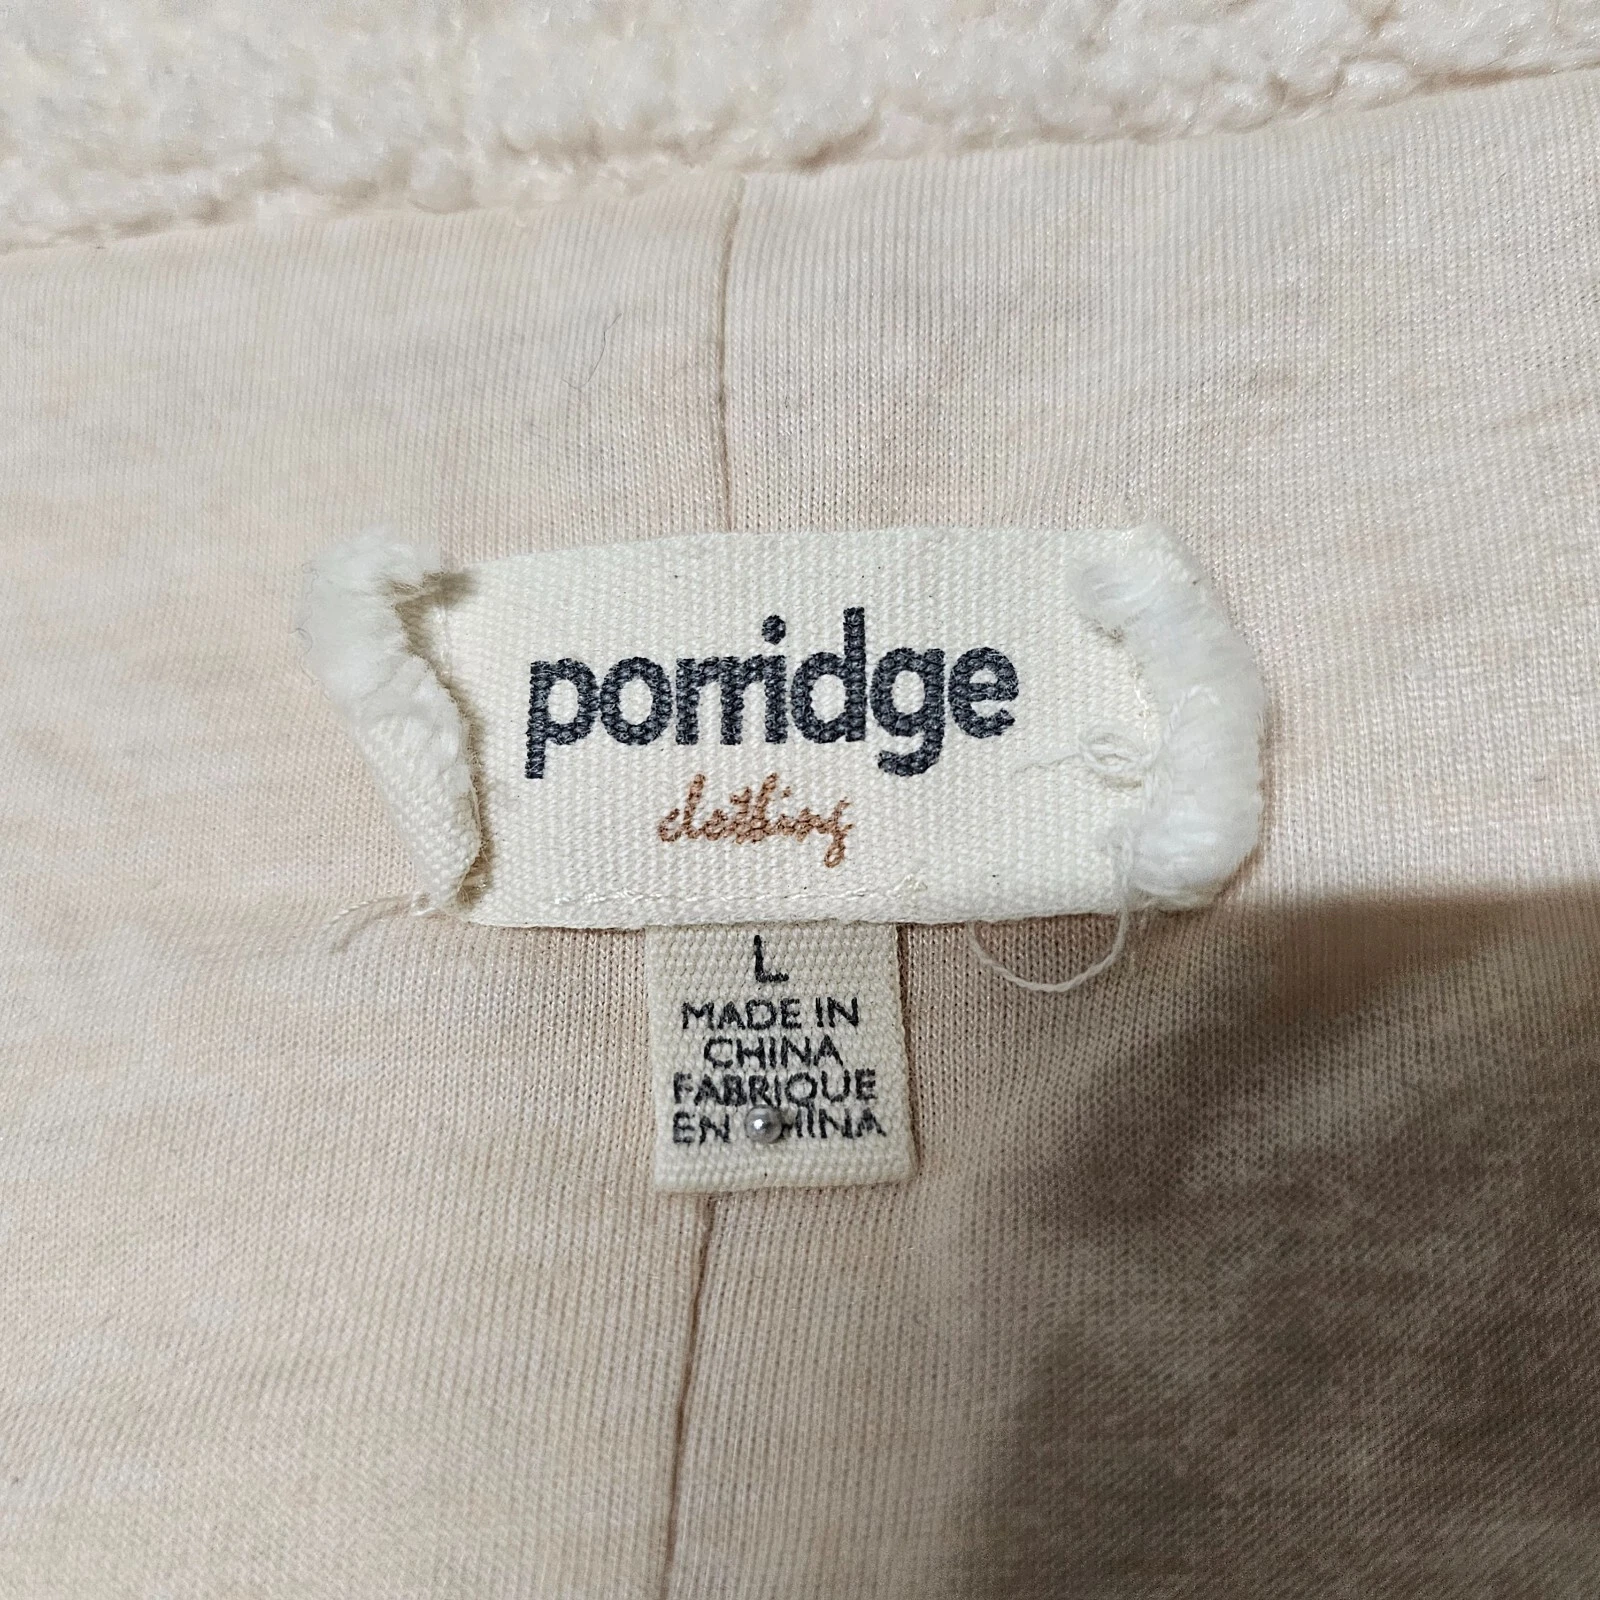 porridge
clothing
L
MADE IN
CHINA
FABRIQUE
EN CHINA